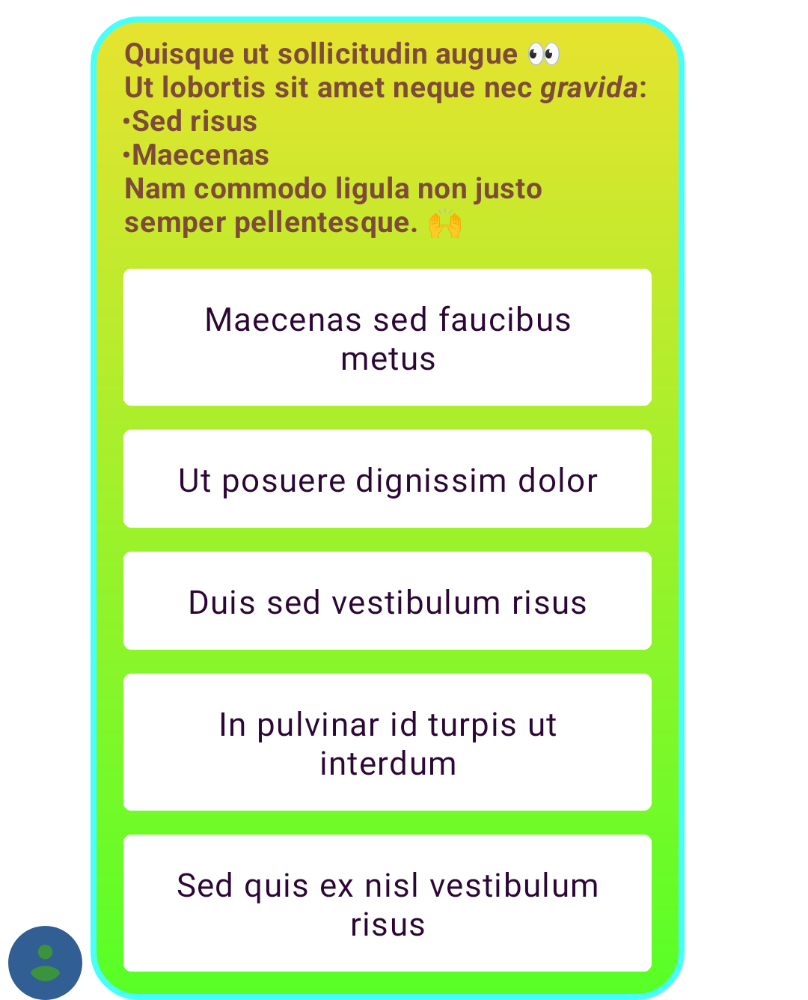 Quisque ut sollicitudin augue 👀
Ut lobortis sit amet neque nec gravida:
•Sed risus
•Maecenas
Nam commodo ligula non justo
semper pellentesque. 🙌
Maecenas sed faucibus
metus
Ut posuere dignissim dolor
Duis sed vestibulum risus
In pulvinar id turpis ut
interdum
Sed quis ex nisl vestibulum
risus